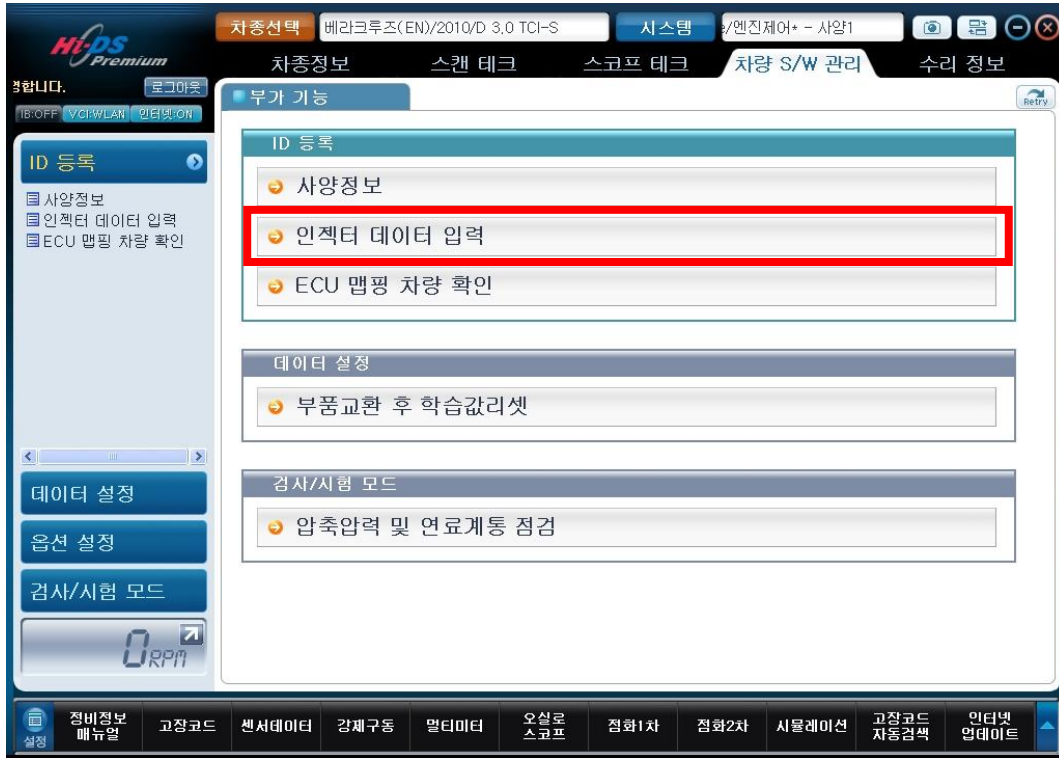 Hi-DS
Premium
차종선택 베라크루즈(EN)/2010/D 3.0 TCI-S 시스템 /엔진제어* - 사양1
차종정보 스캔 테크 스코프 테크 차량 S/W 관리 수리 정보
합니다. 로그아웃
IB:OFF VCI:WLAN 인터넷:ON
부가 기능
Retry
ID 등록
사양정보
인젝터 데이터 입력
ECU 맵핑 차량 확인
데이터 설정
옵션 설정
검사/시험 모드
0 RPM
ID 등록
사양정보
인젝터 데이터 입력
ECU 맵핑 차량 확인
데이터 설정
부품교환 후 학습값리셋
검사/시험 모드
압축압력 및 연료계통 점검
설정
정비정보
매뉴얼
고장코드
센서데이터
강제구동
멀티미터
오실로
스코프
점화1차
점화2차
시뮬레이션
고장코드
자동검색
인터넷
업데이트